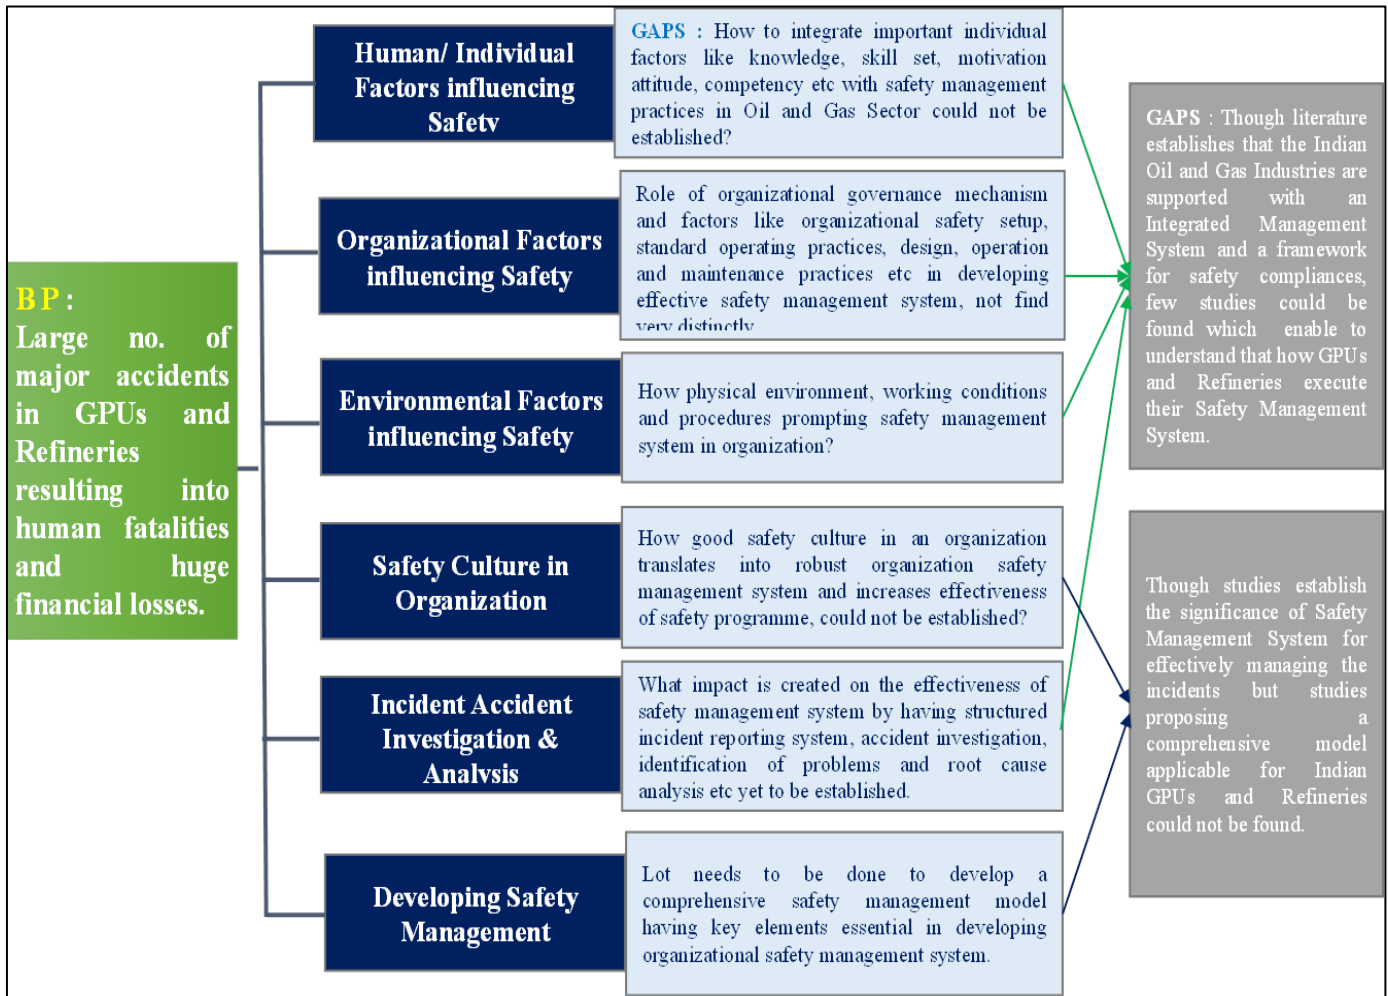 BP :
Large no. of
major accidents
in GPUs and
Refineries
resulting into
human fatalities
and huge
financial losses.
Human/ Individual
Factors influencing
Safety
GAPS : How to integrate important individual
factors like knowledge, skill set, motivation
attitude, competency etc with safety management
practices in Oil and Gas Sector could not be
established?
Organizational Factors
influencing Safety
Role of organizational governance mechanism
and factors like organizational safety setup,
standard operating practices, design, operation
and maintenance practices etc in developing
effective safety management system, not find
very distinctly
Environmental Factors
influencing Safety
How physical environment, working conditions
and procedures prompting safety management
system in organization?
Safety Culture in
Organization
How good safety culture in an organization
translates into robust organization safety
management system and increases effectiveness
of safety programme, could not be established?
Incident Accident
Investigation &
Analysis
What impact is created on the effectiveness of
safety management system by having structured
incident reporting system, accident investigation,
identification of problems and root cause
analysis etc yet to be established.
Developing Safety
Management
Lot needs to be done to develop a
comprehensive safety management model
having key elements essential in developing
organizational safety management system.
GAPS : Though literature
establishes that the Indian
Oil and Gas Industries are
supported with an
Integrated Management
System and a framework
for safety compliances,
few studies could be
found which enable to
understand that how GPUs
and Refineries execute
their Safety Management
System.
Though studies establish
the significance of Safety
Management System for
effectively managing the
incidents but studies
proposing a
comprehensive model
applicable for Indian
GPUs and Refineries
could not be found.